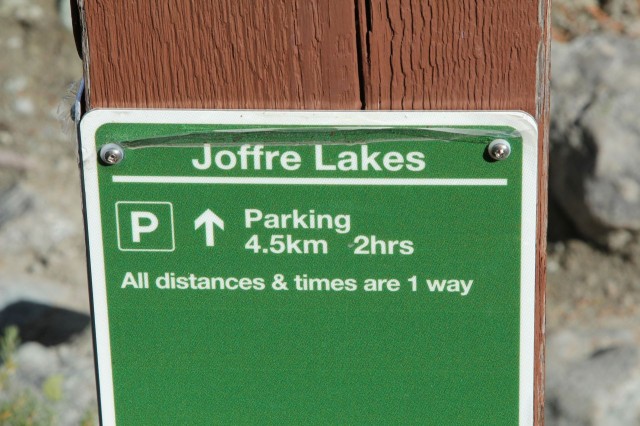 Joffre Lakes
P Parking
4.5km 2hrs
All distances & times are 1 way